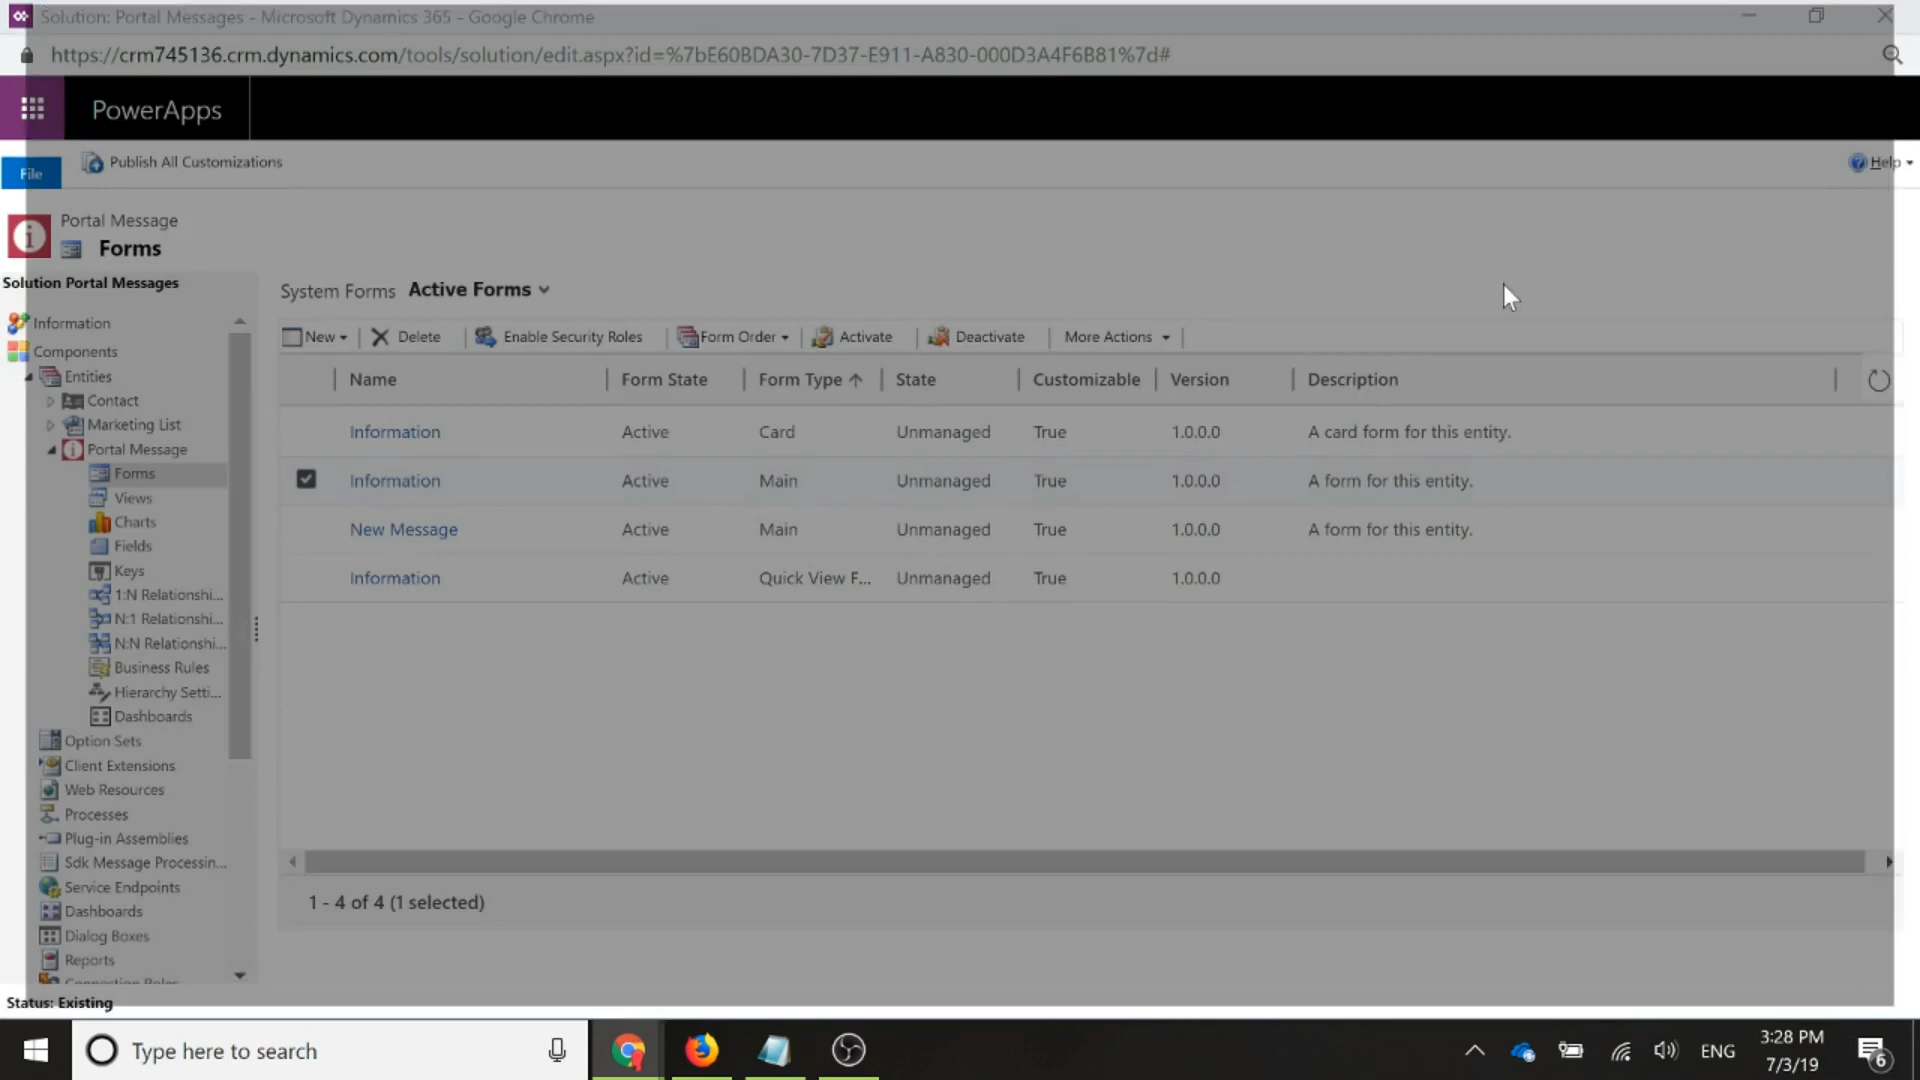 Solution: Portal Messages - Microsoft Dynamics 365 - Google Chrome
https://crm745136.crm.dynamics.com/tools/solution/edit.aspx?id=%7bE60BDA30-7D37-E911-A830-000D3A4F6B81%7d#
PowerApps
File
Publish All Customizations
Help
Portal Message
Forms
Solution Portal Messages
Information
Components
Entities
Contact
Marketing List
Portal Message
Forms
Views
Charts
Fields
Keys
1:N Relationshi...
N:1 Relationshi...
N:N Relationshi...
Business Rules
Hierarchy Setti...
Dashboards
Option Sets
Client Extensions
Web Resources
Processes
Plug-in Assemblies
Sdk Message Processin...
Service Endpoints
Dashboards
Dialog Boxes
Reports
System Forms Active Forms
New Delete Enable Security Roles Form Order Activate Deactivate More Actions
Name Form State Form Type State Customizable Version Description
Information Active Card Unmanaged True 1.0.0.0 A card form for this entity.
Information Active Main Unmanaged True 1.0.0.0 A form for this entity.
New Message Active Main Unmanaged True 1.0.0.0 A form for this entity.
Information Active Quick View F... Unmanaged True 1.0.0.0
1 - 4 of 4 (1 selected)
Status: Existing
Type here to search
ENG
3:28 PM
7/3/19
6